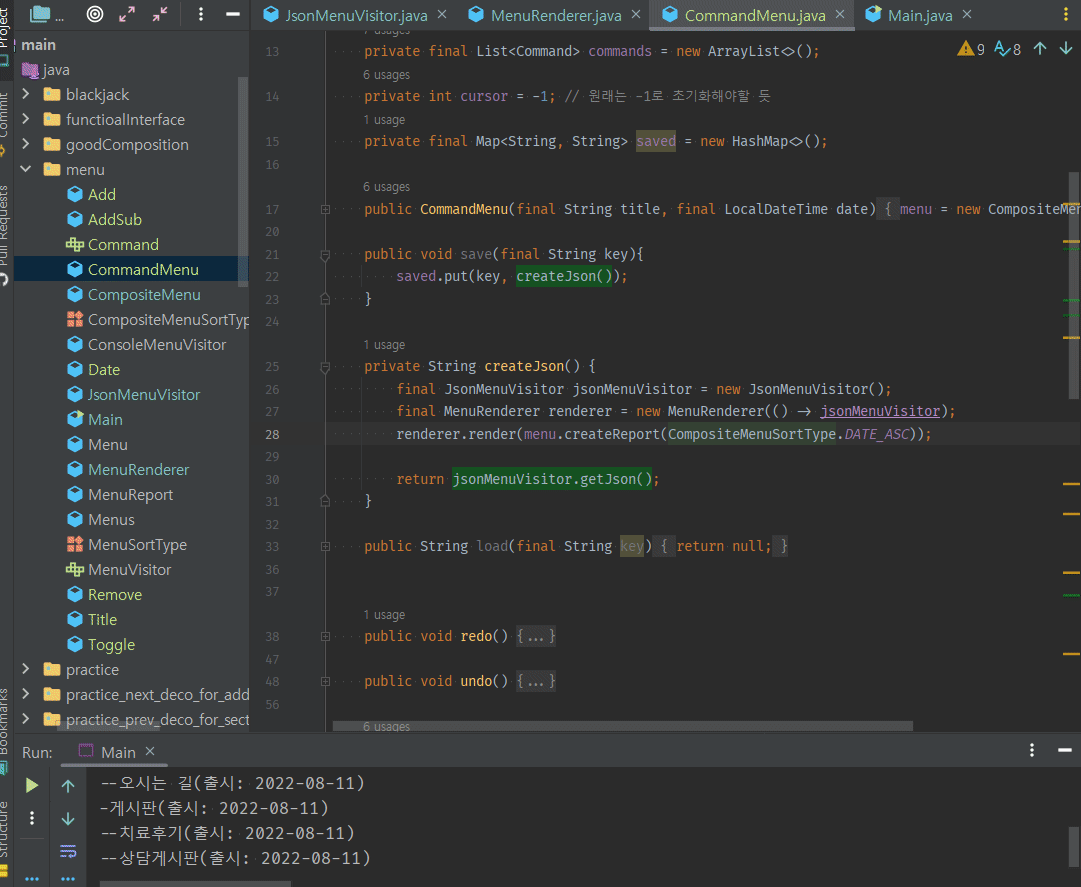 ...
JsonMenuVisitor.java
MenuRenderer.java
CommandMenu.java
Main.java
Project
Commit
Pull Requests
Bookmarks
Structure
main
java
blackjack
functioalInterface
goodComposition
menu
Add
AddSub
Command
CommandMenu
CompositeMenu
CompositeMenuSortTyp
ConsoleMenuVisitor
Date
JsonMenuVisitor
Main
Menu
MenuRenderer
MenuReport
Menus
MenuSortType
MenuVisitor
Remove
Title
Toggle
practice
practice_next_deco_for_add
practice_prev_deco_for_sect
7 usages
9 8
13 private final List<Command> commands = new ArrayList<>();
6 usages
14 private int cursor = -1; // 원래는 -1로 초기화해야할 듯
1 usage
15 private final Map<String, String> saved = new HashMap<>();
16
6 usages
17 public CommandMenu(final String title, final LocalDateTime date) { menu = new CompositeMen
20
21 public void save(final String key){
22 saved.put(key, createJson());
23 }
24
1 usage
25 private String createJson() {
26 final JsonMenuVisitor jsonMenuVisitor = new JsonMenuVisitor();
27 final MenuRenderer renderer = new MenuRenderer(() -> jsonMenuVisitor);
28 renderer.render(menu.createReport(CompositeMenuSortType.DATE_ASC));
29
30 return jsonMenuVisitor.getJson();
31 }
32
33 public String load(final String key) { return null; }
36
37
1 usage
38 public void redo() {...}
47
48 public void undo() {...}
56
6 usages
Run: Main
--오시는 길(출시: 2022-08-11)
-게시판(출시: 2022-08-11)
--치료후기(출시: 2022-08-11)
--상담게시판(출시: 2022-08-11)